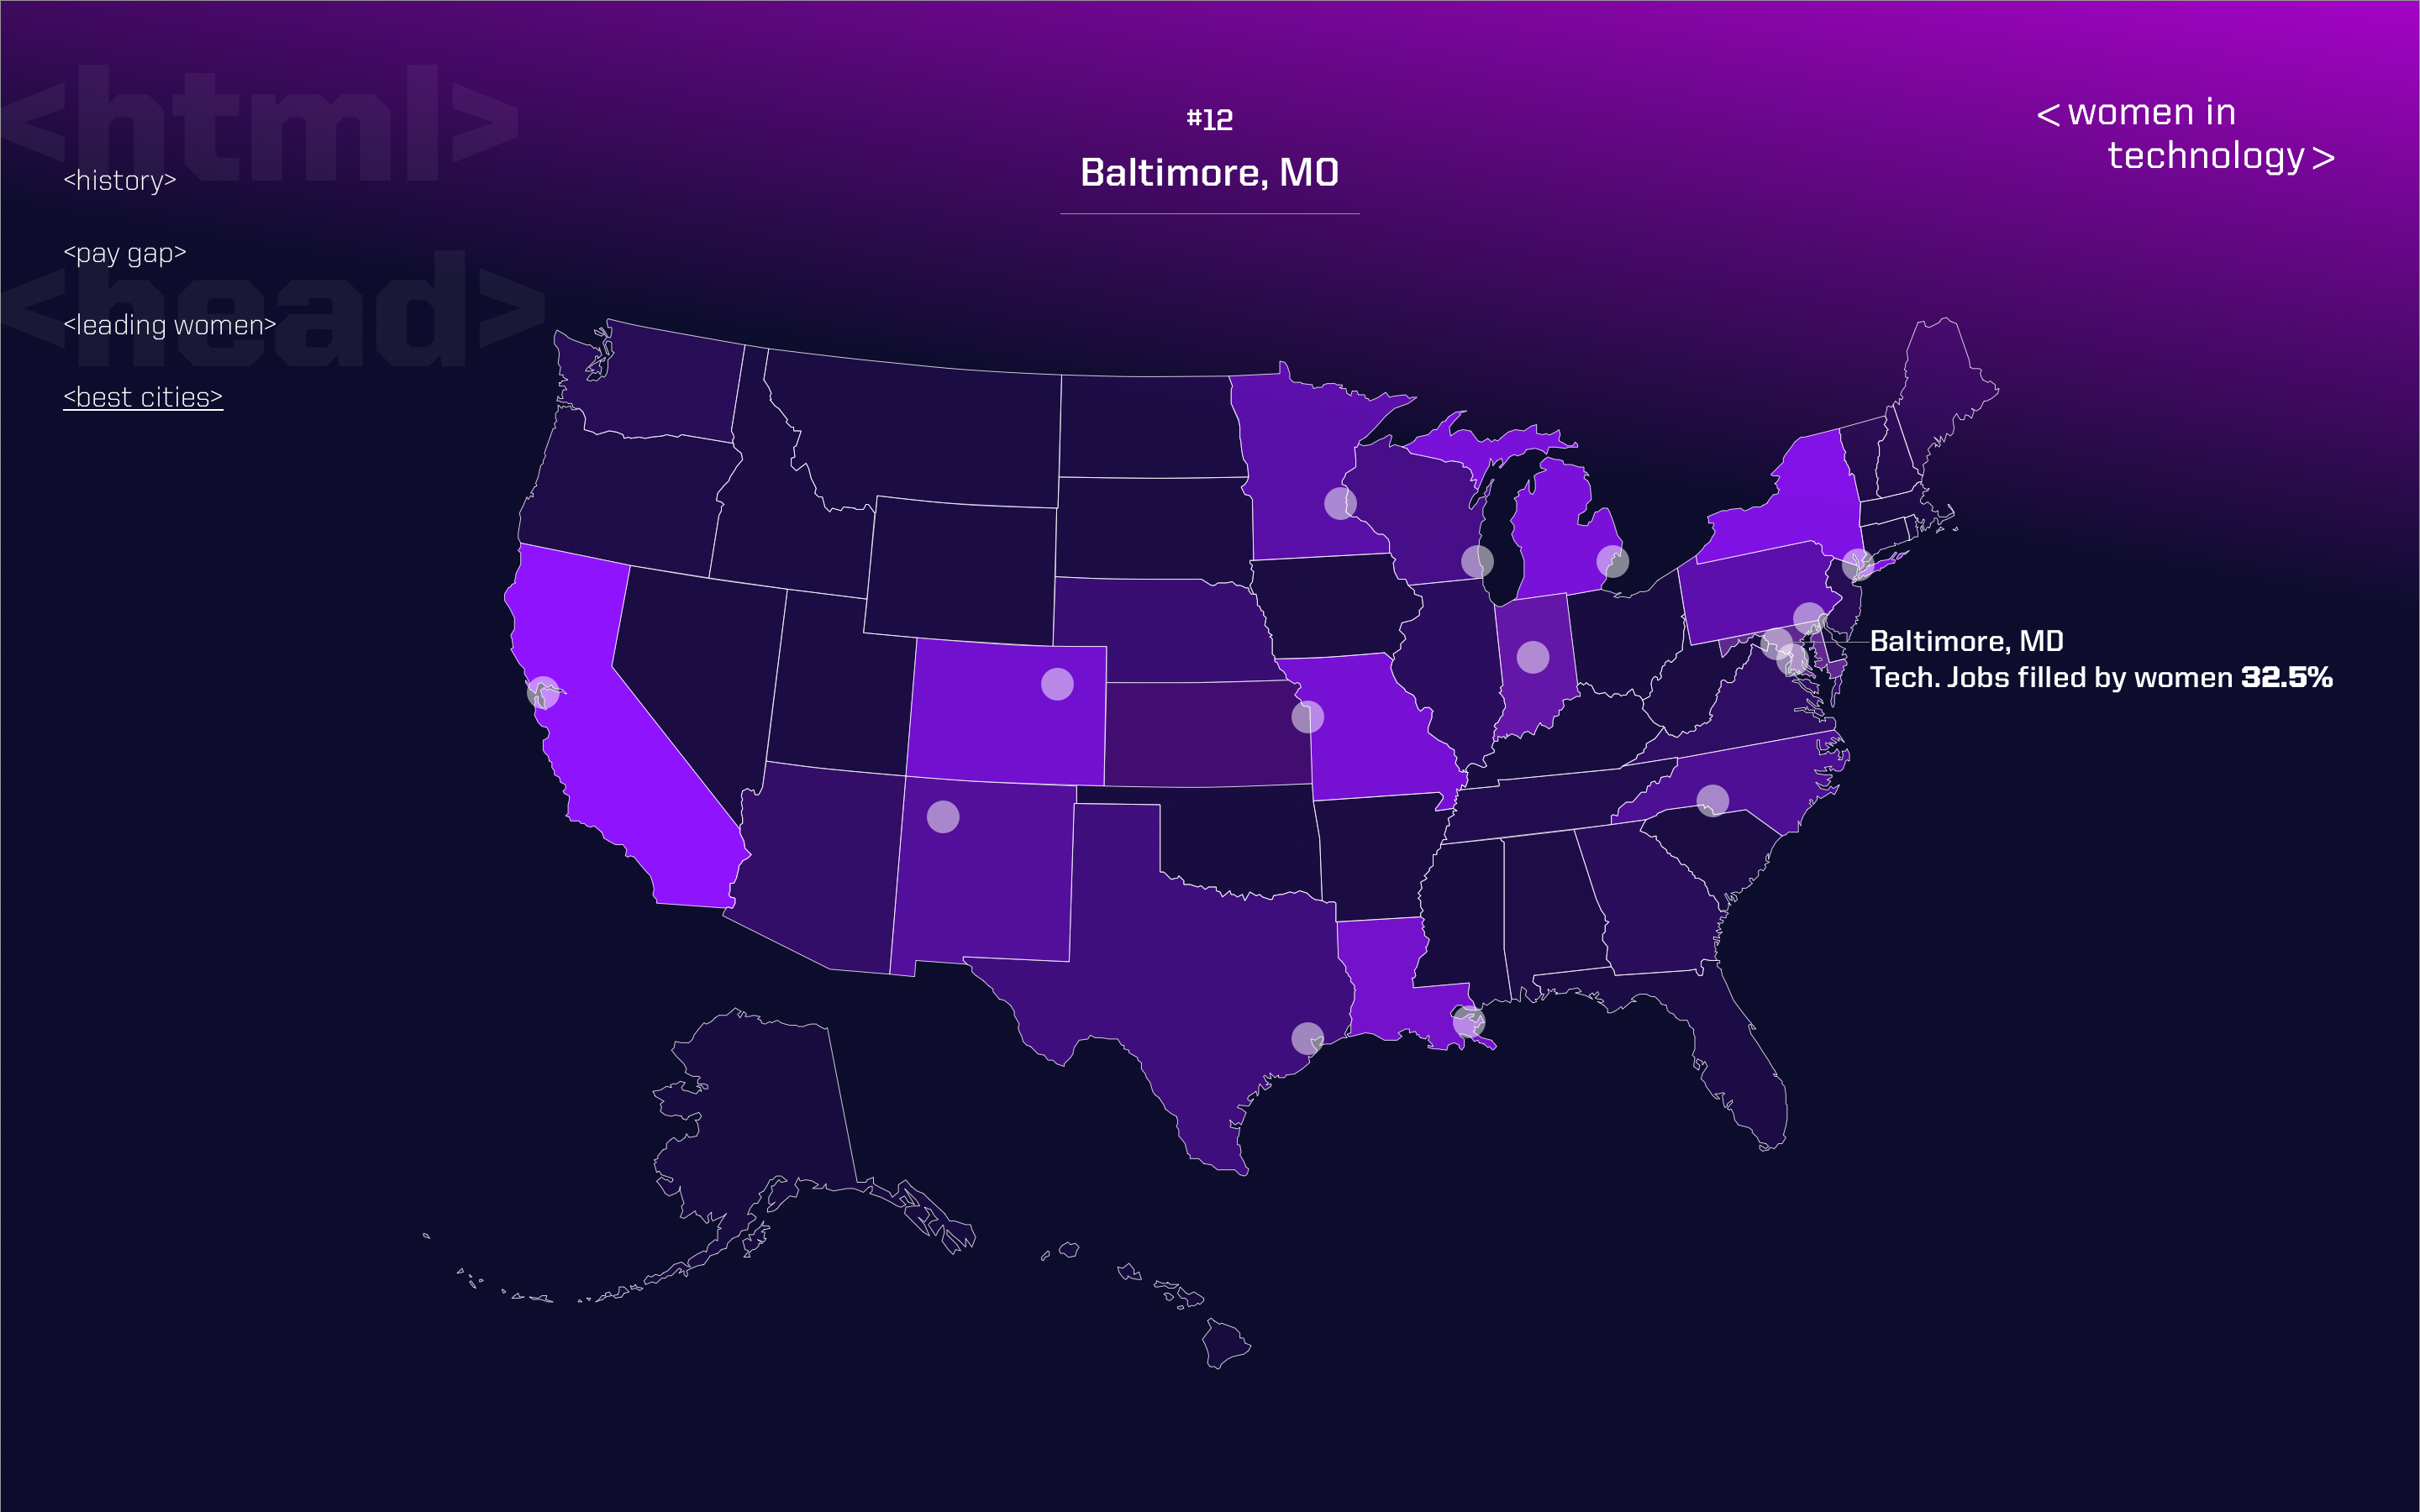 <html>
<history>
<pay gap>
<head>
<leading women>
<best cities>
#12
Baltimore, MO
< women in
technology >
Baltimore, MD
Tech. Jobs filled by women 32.5%